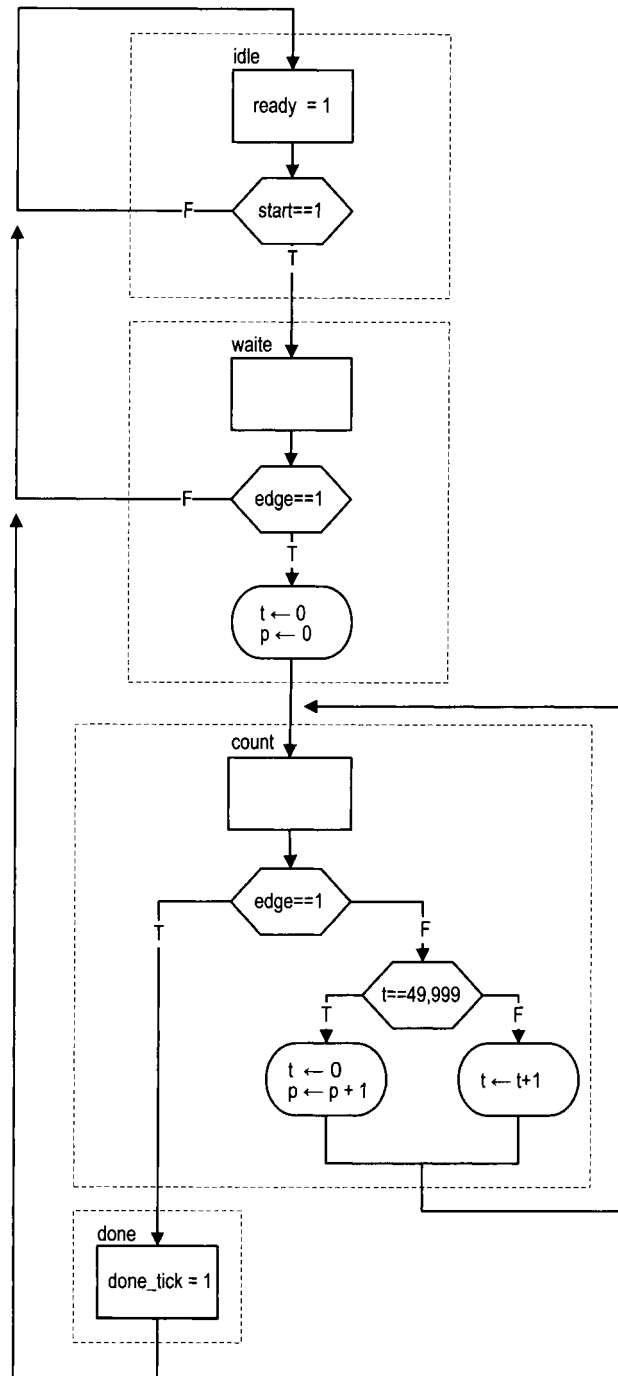 idle
ready = 1
start==1
F
T
waite
edge==1
F
T
t ← 0
p ← 0
count
edge==1
T
F
t==49,999
T
F
t ← 0
p ← p + 1
t ← t+1
done
done_tick = 1